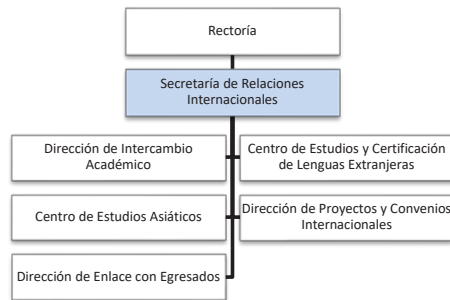 Rectoría
Secretaría de Relaciones
Internacionales
Dirección de Intercambio
Académico
Centro de Estudios y Certificación
de Lenguas Extranjeras
Centro de Estudios Asiáticos
Dirección de Proyectos y Convenios
Internacionales
Dirección de Enlace con Egresados